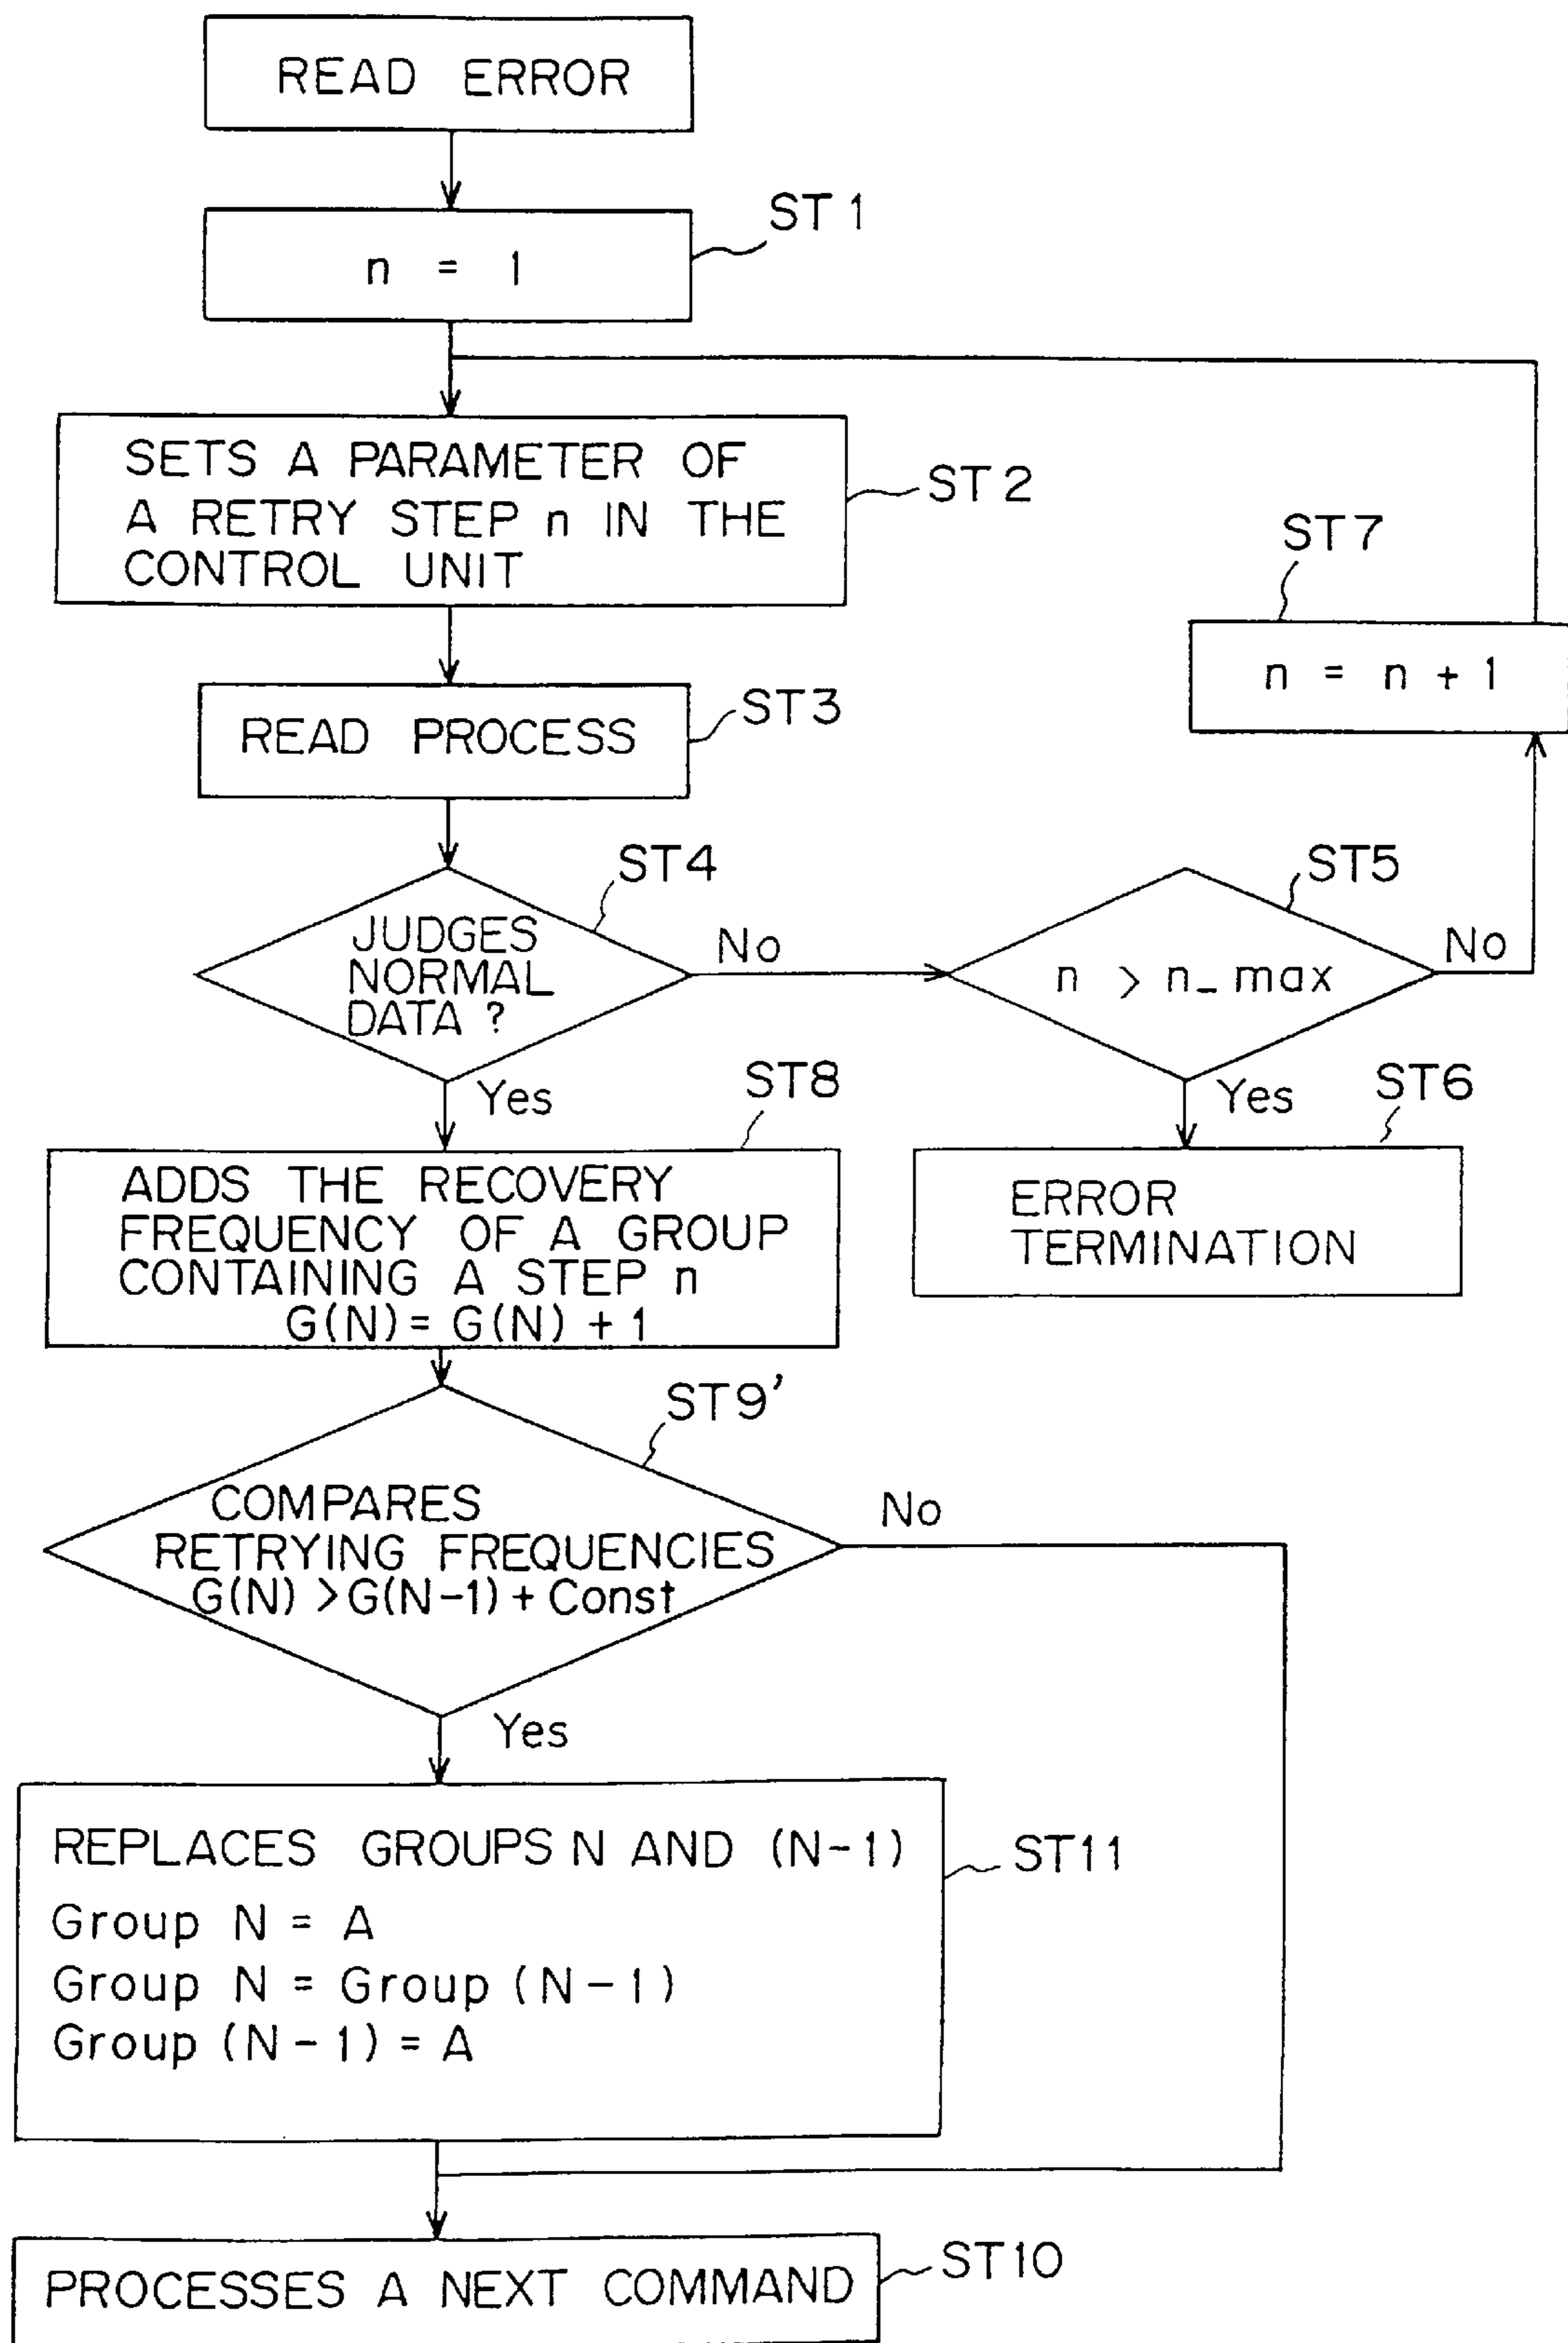 READ ERROR
ST1
n = 1
SETS A PARAMETER OF
A RETRY STEP n IN THE
CONTROL UNIT
ST2
ST7
n = n + 1
READ PROCESS
ST3
ST4
JUDGES
NORMAL
DATA ?
No
Yes
ST5
n > n_max
No
Yes
ST8
ADDS THE RECOVERY
FREQUENCY OF A GROUP
CONTAINING A STEP n
G(N) = G(N) + 1
ST6
ERROR
TERMINATION
ST9'
COMPARES
RETRYING FREQUENCIES
G(N) > G(N-1) + Const
No
Yes
REPLACES GROUPS N AND (N-1)
Group N = A
Group N = Group (N-1)
Group (N-1) = A
ST11
PROCESSES A NEXT COMMAND
ST10